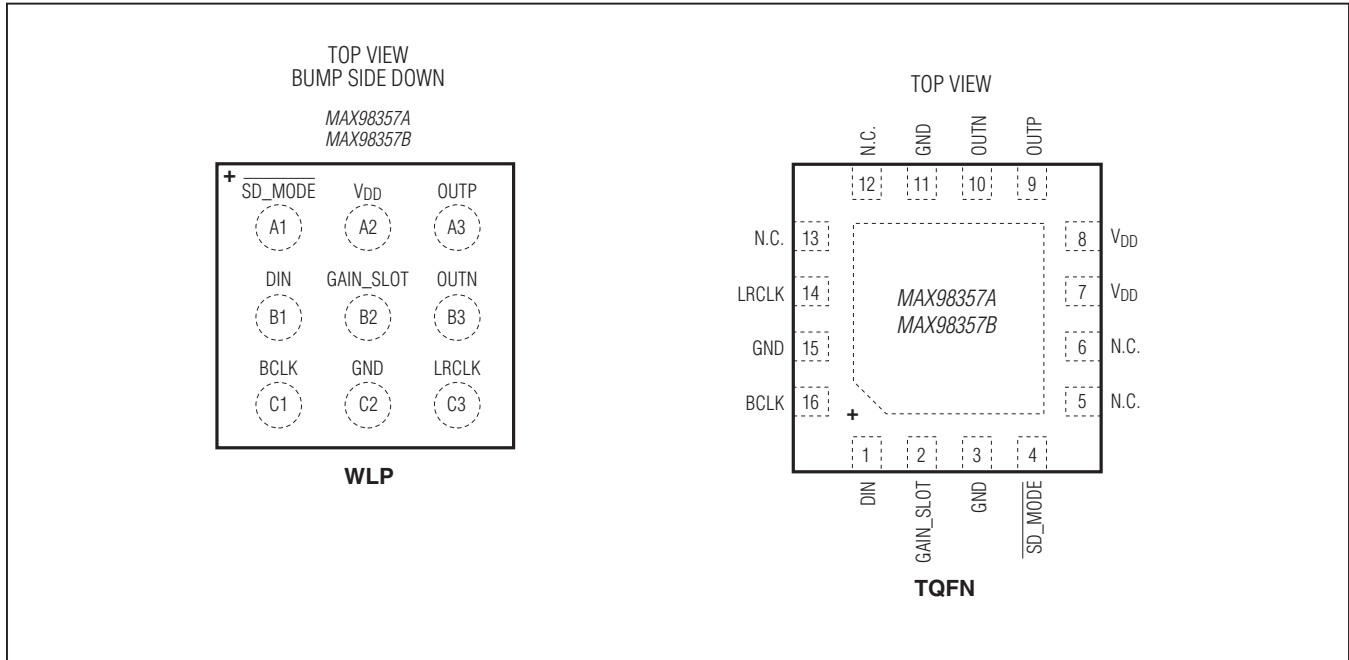 TOP VIEW
BUMP SIDE DOWN
MAX98357A
MAX98357B
+
SD_MODE VDD OUTP
A1 A2 A3
DIN GAIN_SLOT OUTN
B1 B2 B3
BCLK GND LRCLK
C1 C2 C3
WLP
TOP VIEW
N.C. GND OUTN OUTP
12 11 10 9
N.C. 13 8 VDD
LRCLK 14 7 VDD
GND 15 6 N.C.
BCLK 16 5 N.C.
MAX98357A
MAX98357B
+
1 2 3 4
DIN GAIN_SLOT GND SD_MODE
TQFN